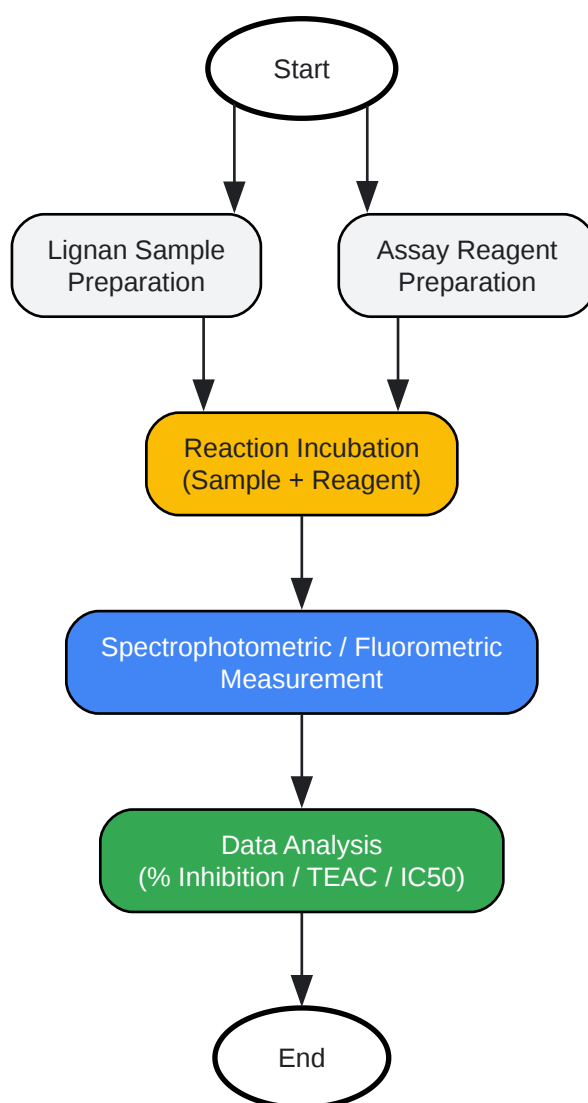 Start
Lignan Sample
Preparation
Assay Reagent
Preparation
Reaction Incubation
(Sample + Reagent)
Spectrophotometric / Fluorometric
Measurement
Data Analysis
(% Inhibition / TEAC / IC50)
End